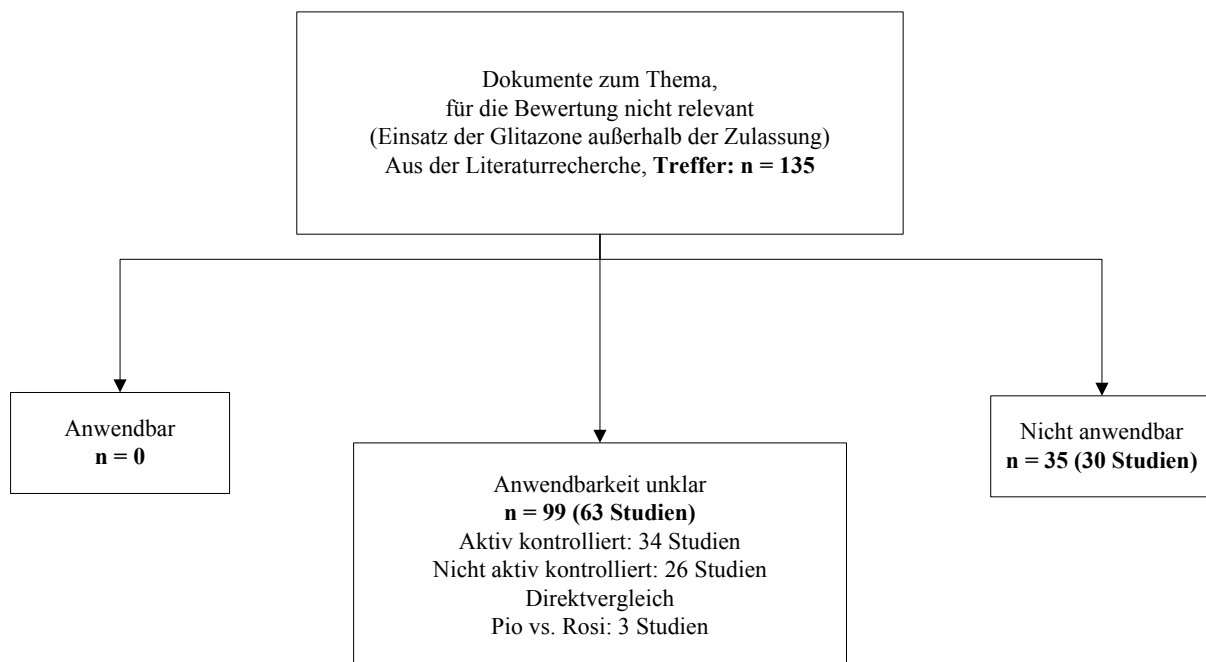 Dokumente zum Thema,
für die Bewertung nicht relevant
(Einsatz der Glitazone außerhalb der Zulassung)
Aus der Literaturrecherche, Treffer: n = 135
Anwendbar
n = 0
Anwendbarkeit unklar
n = 99 (63 Studien)
Aktiv kontrolliert: 34 Studien
Nicht aktiv kontrolliert: 26 Studien
Direktvergleich
Pio vs. Rosi: 3 Studien
Nicht anwendbar
n = 35 (30 Studien)